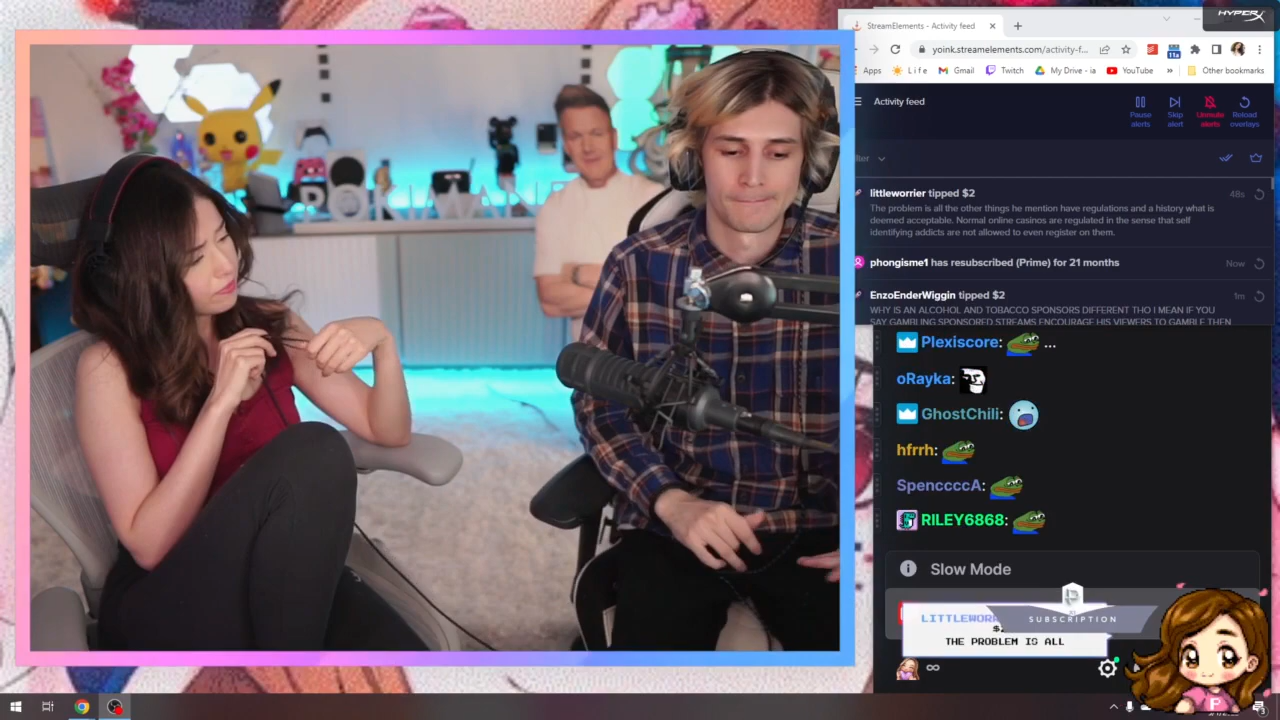 HYPERX
StreamElements - Activity feed
yoink.streamelements.com/activity-f...
11a
Apps
L i f e
Gmail
Twitch
My Drive - ia
YouTube
»
Other bookmarks
Activity feed
Pause alerts
Skip alert
Unmute alerts
Reload overlays
littleworrier tipped $2
48s
The problem is all the other things he mention have regulations and a history what is
deemed acceptable. Normal online casinos are regulated in the sense that self
identifying addicts are not allowed to even register on them.
phongisme1 has resubscribed (Prime) for 21 months
Now
EnzoEnderWiggin tipped $2
1m
WHY IS AN ALCOHOL AND TOBACCO SPONSORS DIFFERENT THO I MEAN IF YOU
SAY GAMBLING SPONSORED STREAMS ENCOURAGE HIS VIEWERS TO GAMBLE THEN
Plexiscore: ...
oRayka:
GhostChili:
hfrrh:
SpenccccA:
RILEY6868:
Slow Mode
SUBSCRIPTION
THE PROBLEM IS ALL